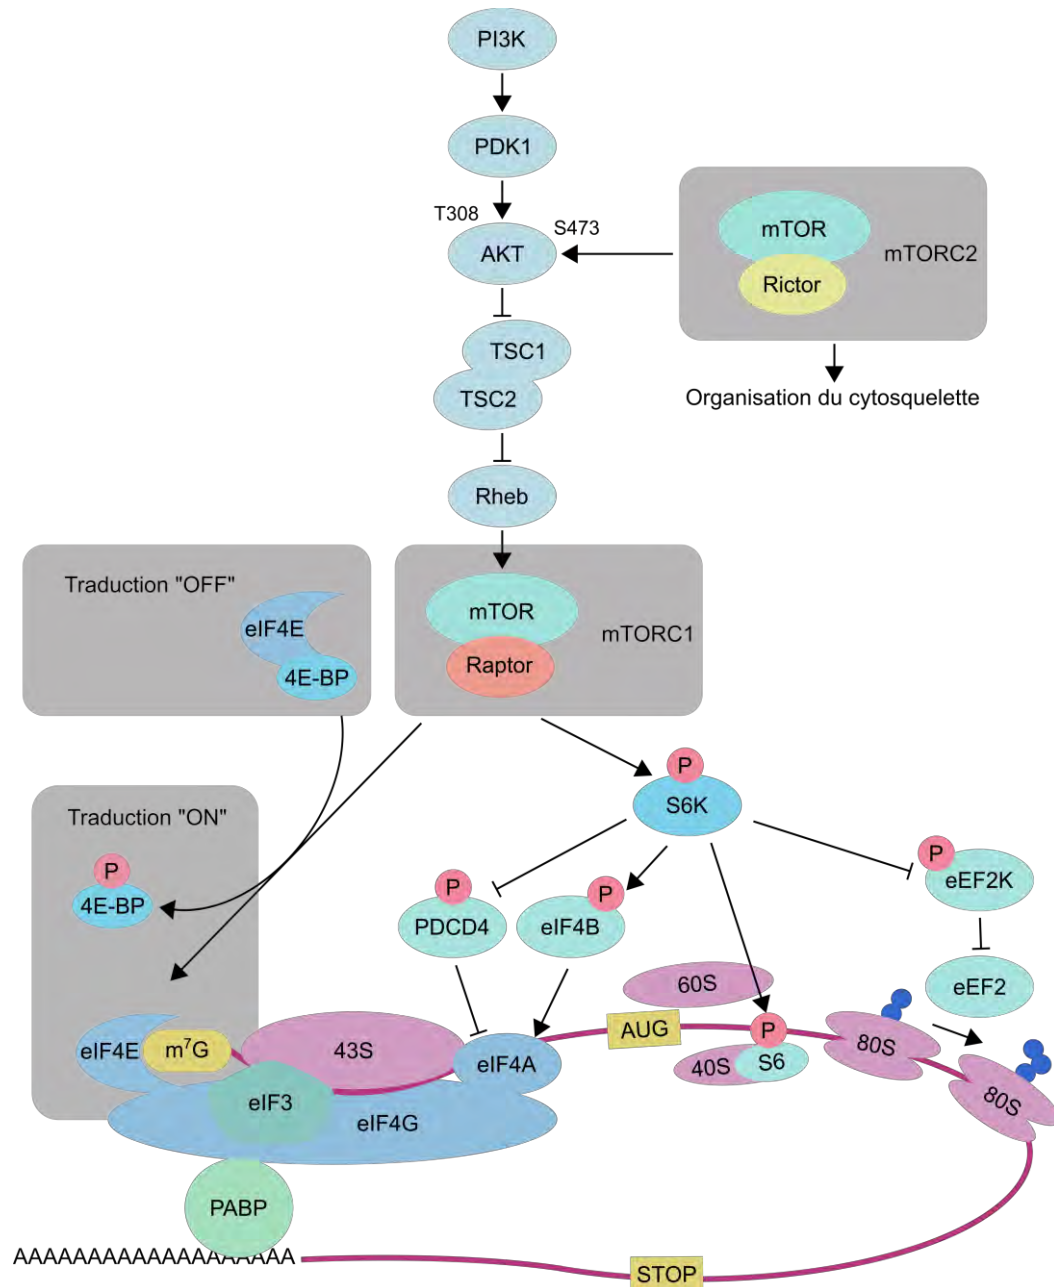 PI3K
PDK1
T308
S473
AKT
mTOR
mTORC2
Rictor
TSC1
TSC2
Organisation du cytosquelette
Rheb
Traduction "OFF"
eIF4E
4E-BP
mTOR
mTORC1
Raptor
P
S6K
Traduction "ON"
P
4E-BP
P
PDCD4
P
eIF4B
P
eEF2K
eEF2
60S
AUG
P
40S
S6
80S
80S
eIF4E
m⁷G
43S
eIF4A
eIF3
eIF4G
PABP
AAAAAAAAAAAAAAAAAAA
STOP